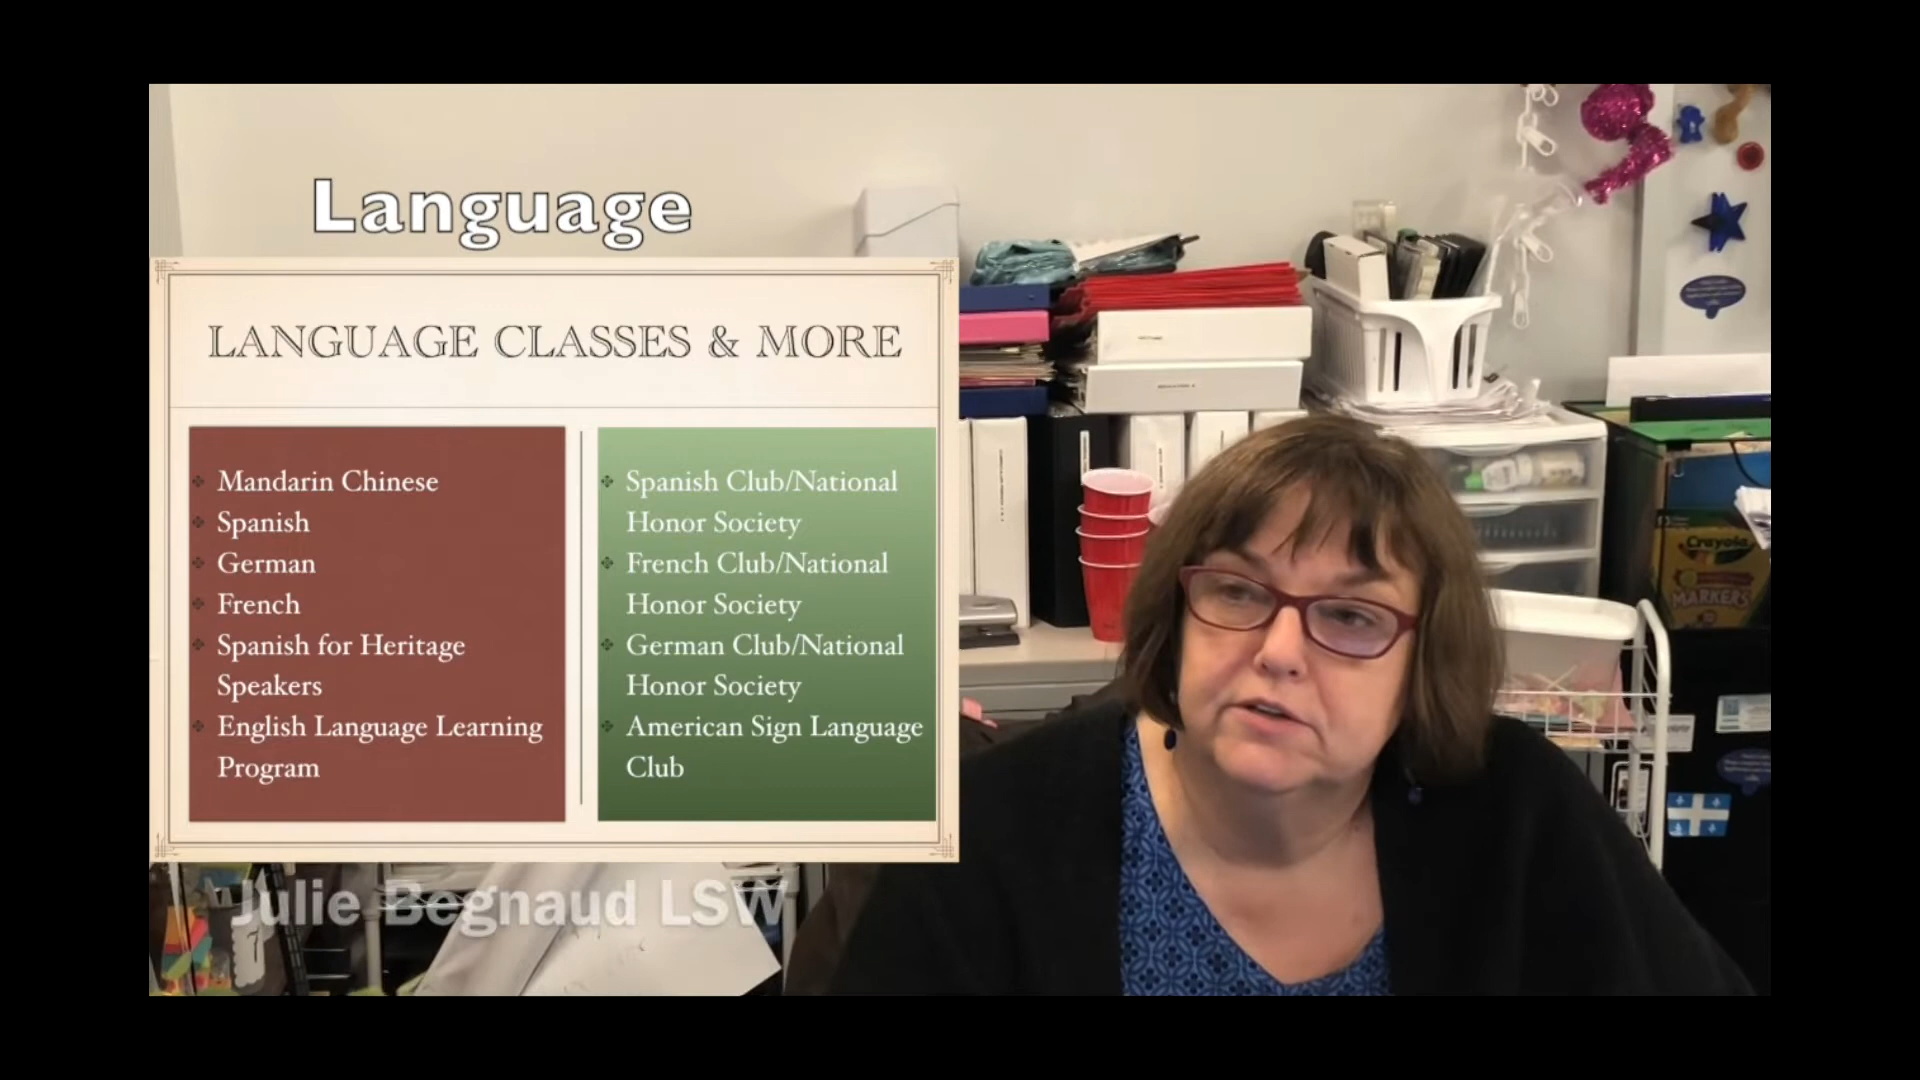 Language
LANGUAGE CLASSES & MORE
Mandarin Chinese
Spanish
German
French
Spanish for Heritage
Speakers
English Language Learning
Program
Spanish Club/National
Honor Society
French Club/National
Honor Society
German Club/National
Honor Society
American Sign Language
Club
Julie Begnaud LSW
7
Crayola
MARKERS